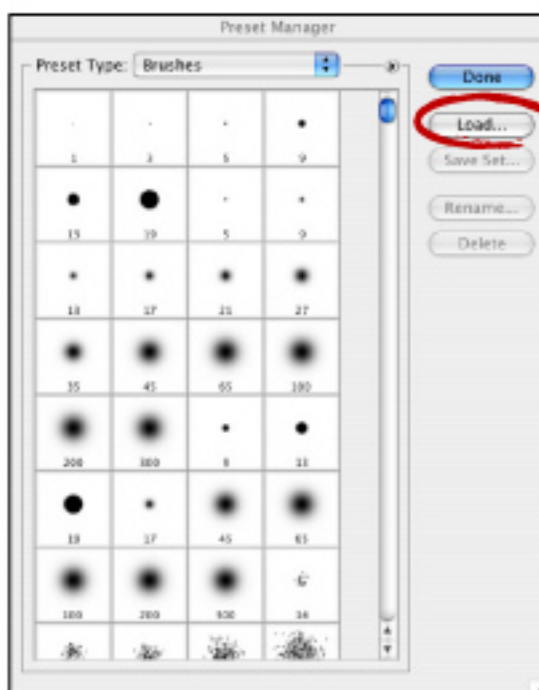 Preset Manager
Preset Type: Brushes
Done
Load...
Save Set...
Rename...
Delete
1 3 5 9
13 19 5 9
13 17 21 27
35 45 65 100
200 300 9 13
19 17 45 65
100 200 300 14